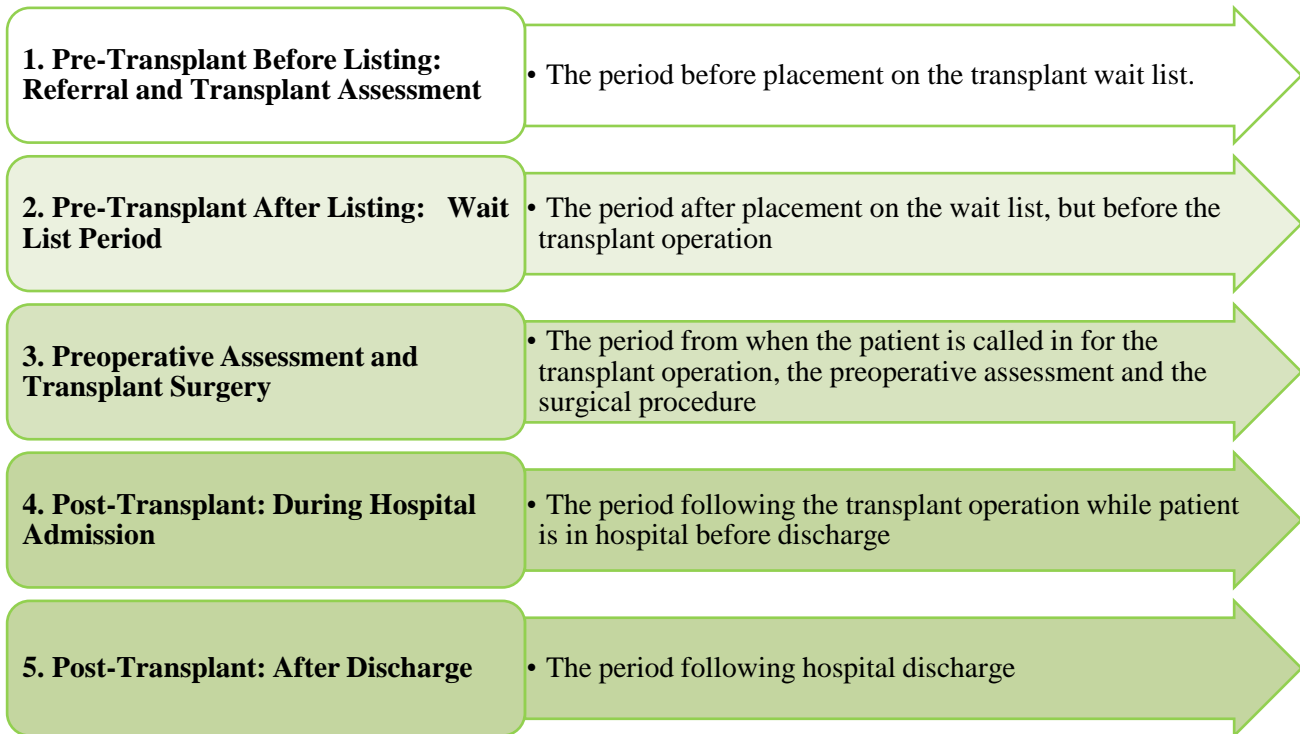 1. Pre-Transplant Before Listing:
Referral and Transplant Assessment
• The period before placement on the transplant wait list.
2. Pre-Transplant After Listing:   Wait
List Period
• The period after placement on the wait list, but before the
transplant operation
3. Preoperative Assessment and
Transplant Surgery
• The period from when the patient is called in for the
transplant operation, the preoperative assessment and the
surgical procedure
4. Post-Transplant: During Hospital
Admission
• The period following the transplant operation while patient
is in hospital before discharge
5. Post-Transplant: After Discharge
• The period following hospital discharge